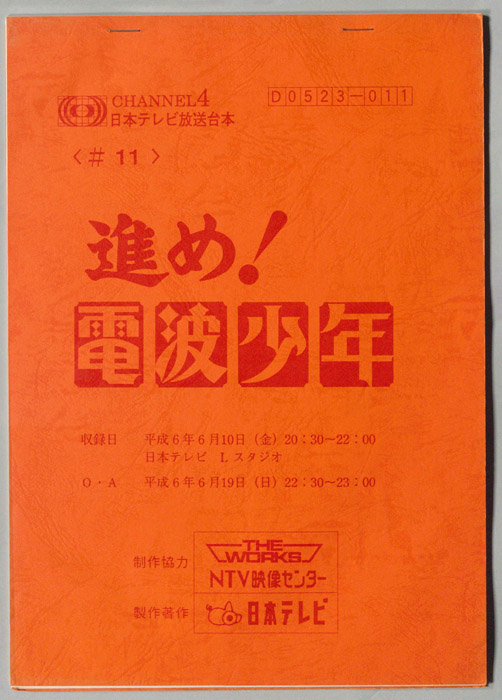 CHANNEL4
日本テレビ放送台本
D0523-011
〈# 11〉
進め!
電波少年
収録日 平成6年6月10日(金)20:30~22:00
日本テレビ Lスタジオ
O・A 平成6年6月19日(日)22:30~23:00
制作協力 THE WORKS
NTV映像センター
製作著作 日本テレビ